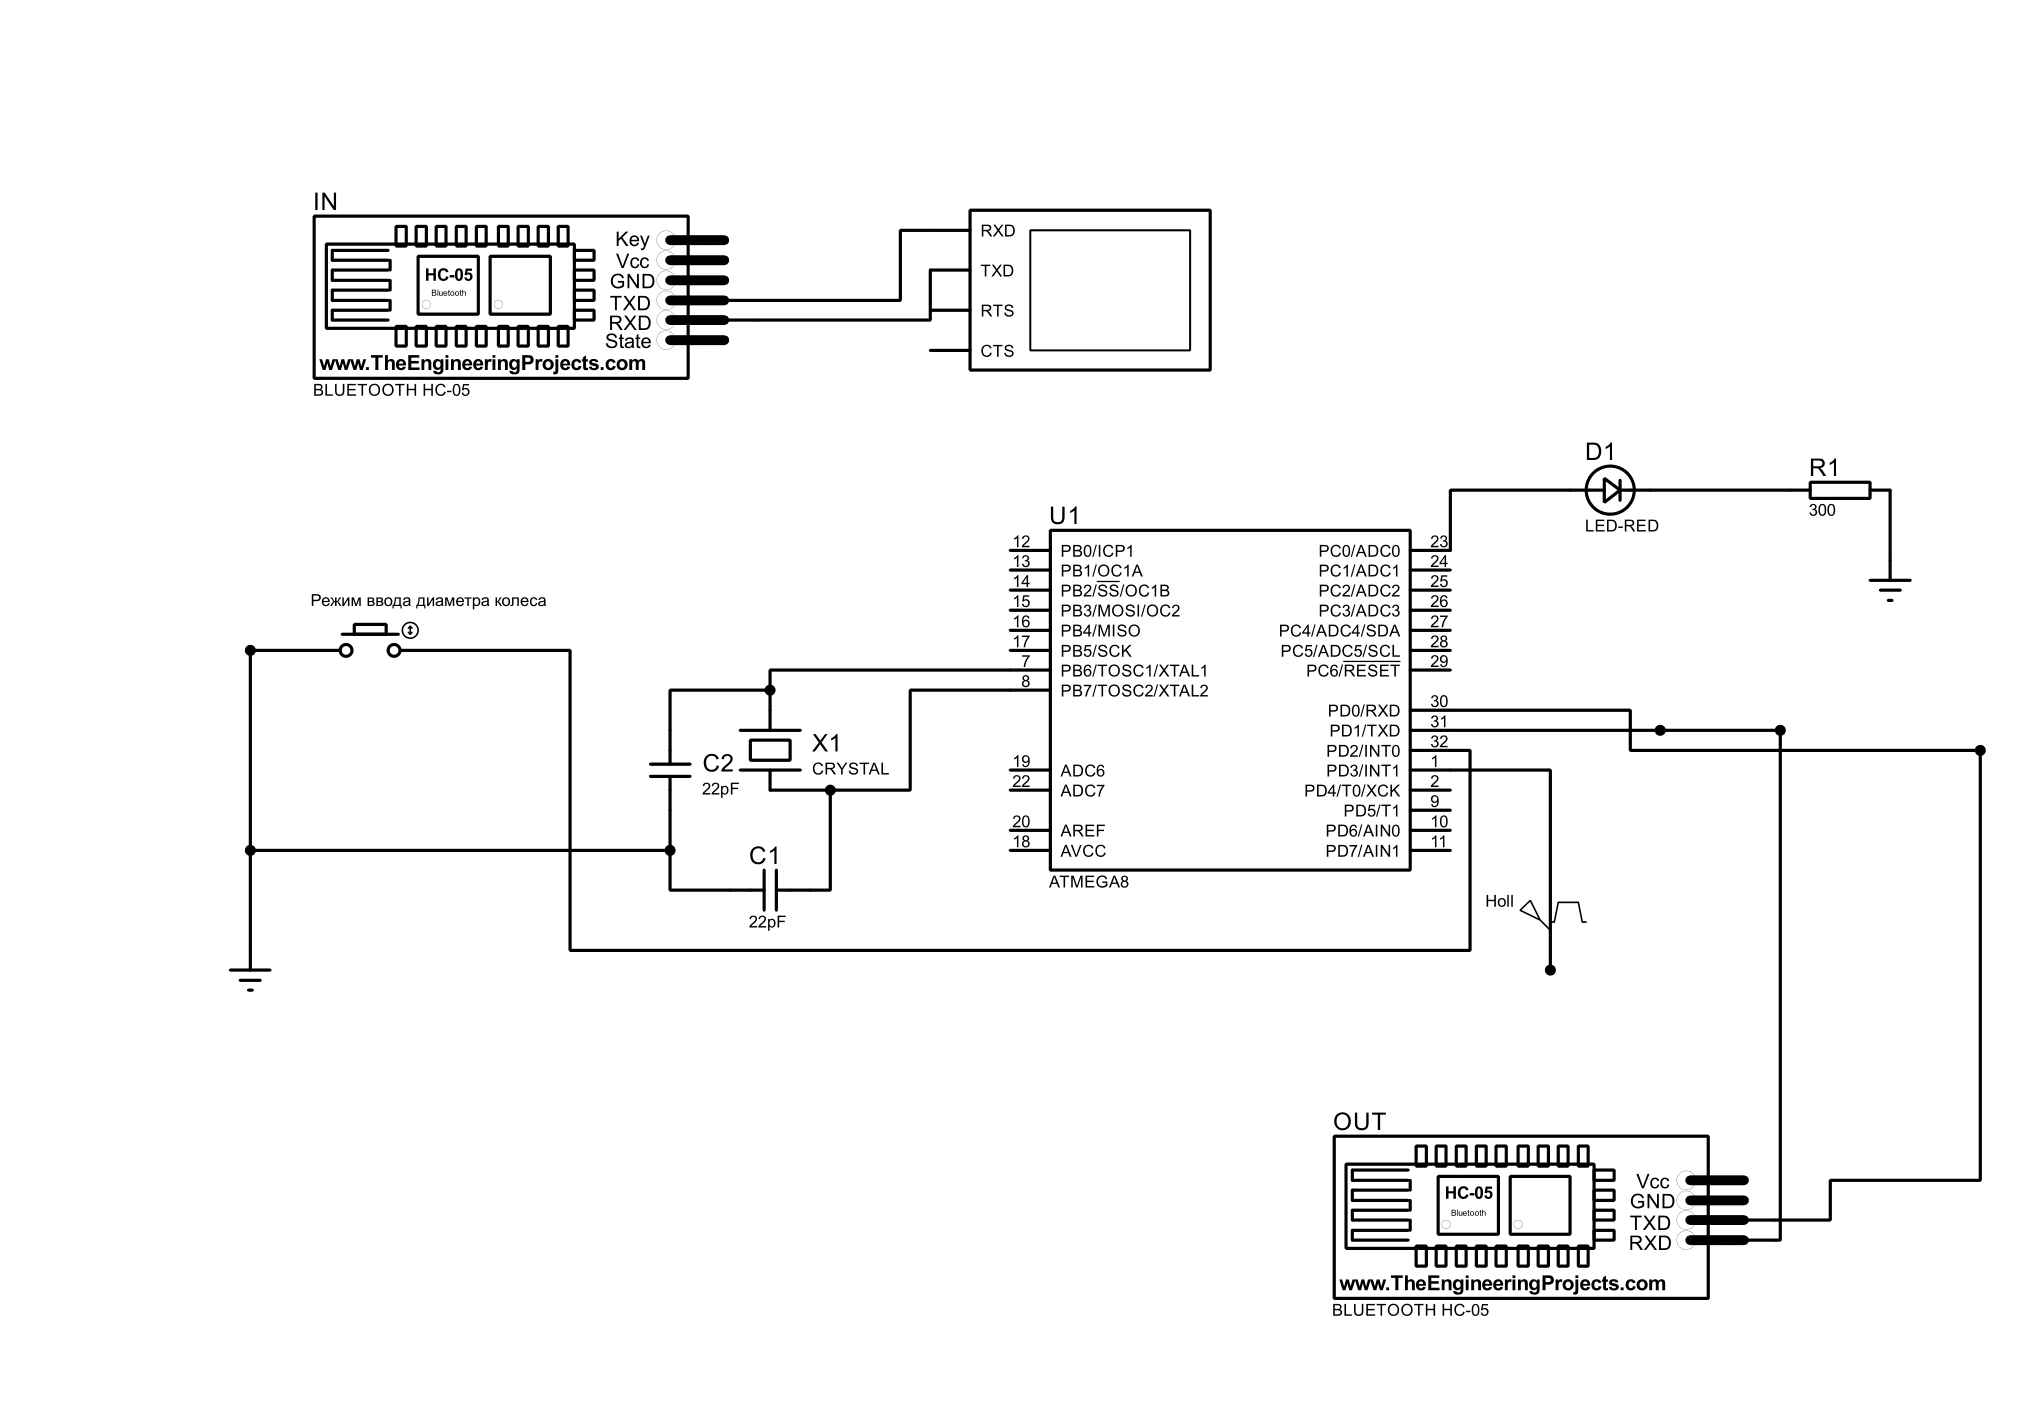 IN
HC-05
Bluetooth
Key
Vcc
GND
TXD
RXD
State
www.TheEngineeringProjects.com
BLUETOOTH HC-05
RXD
TXD
RTS
CTS
D1
LED-RED
R1
300
U1
12 PB0/ICP1
13 PB1/OC1A
14 PB2/SS/OC1B
15 PB3/MOSI/OC2
16 PB4/MISO
17 PB5/SCK
7 PB6/TOSC1/XTAL1
8 PB7/TOSC2/XTAL2
19 ADC6
22 ADC7
20 AREF
18 AVCC
PC0/ADC0 23
PC1/ADC1 24
PC2/ADC2 25
PC3/ADC3 26
PC4/ADC4/SDA 27
PC5/ADC5/SCL 28
PC6/RESET 29
PD0/RXD 30
PD1/TXD 31
PD2/INT0 32
PD3/INT1 1
PD4/T0/XCK 2
PD5/T1 9
PD6/AIN0 10
PD7/AIN1 11
ATMEGA8
Режим ввода диаметра колеса
X1
CRYSTAL
C2
22pF
C1
22pF
Holl
OUT
HC-05
Bluetooth
Vcc
GND
TXD
RXD
www.TheEngineeringProjects.com
BLUETOOTH HC-05